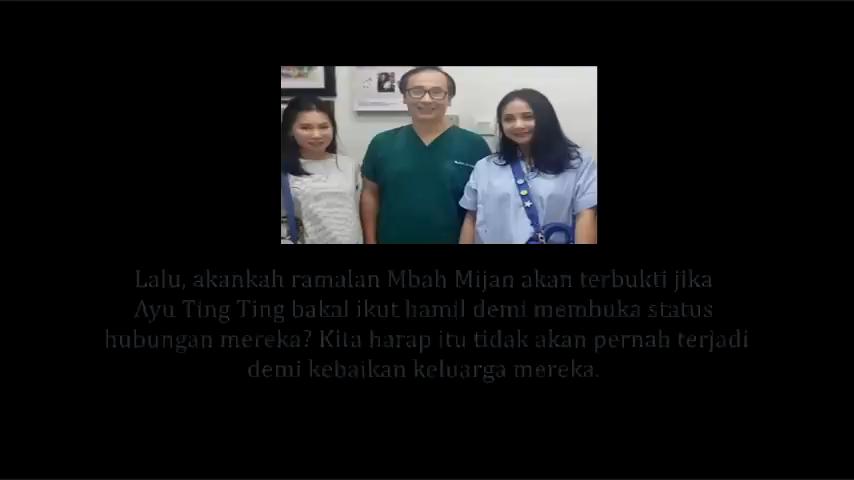 Lalu, akankah ramalan Mbah Mijan akan terbukti jika
Ayu Ting Ting bakal ikut hamil demi membuka status
hubungan mereka? Kita harap itu tidak akan pernah terjadi
demi kebaikan keluarga mereka.